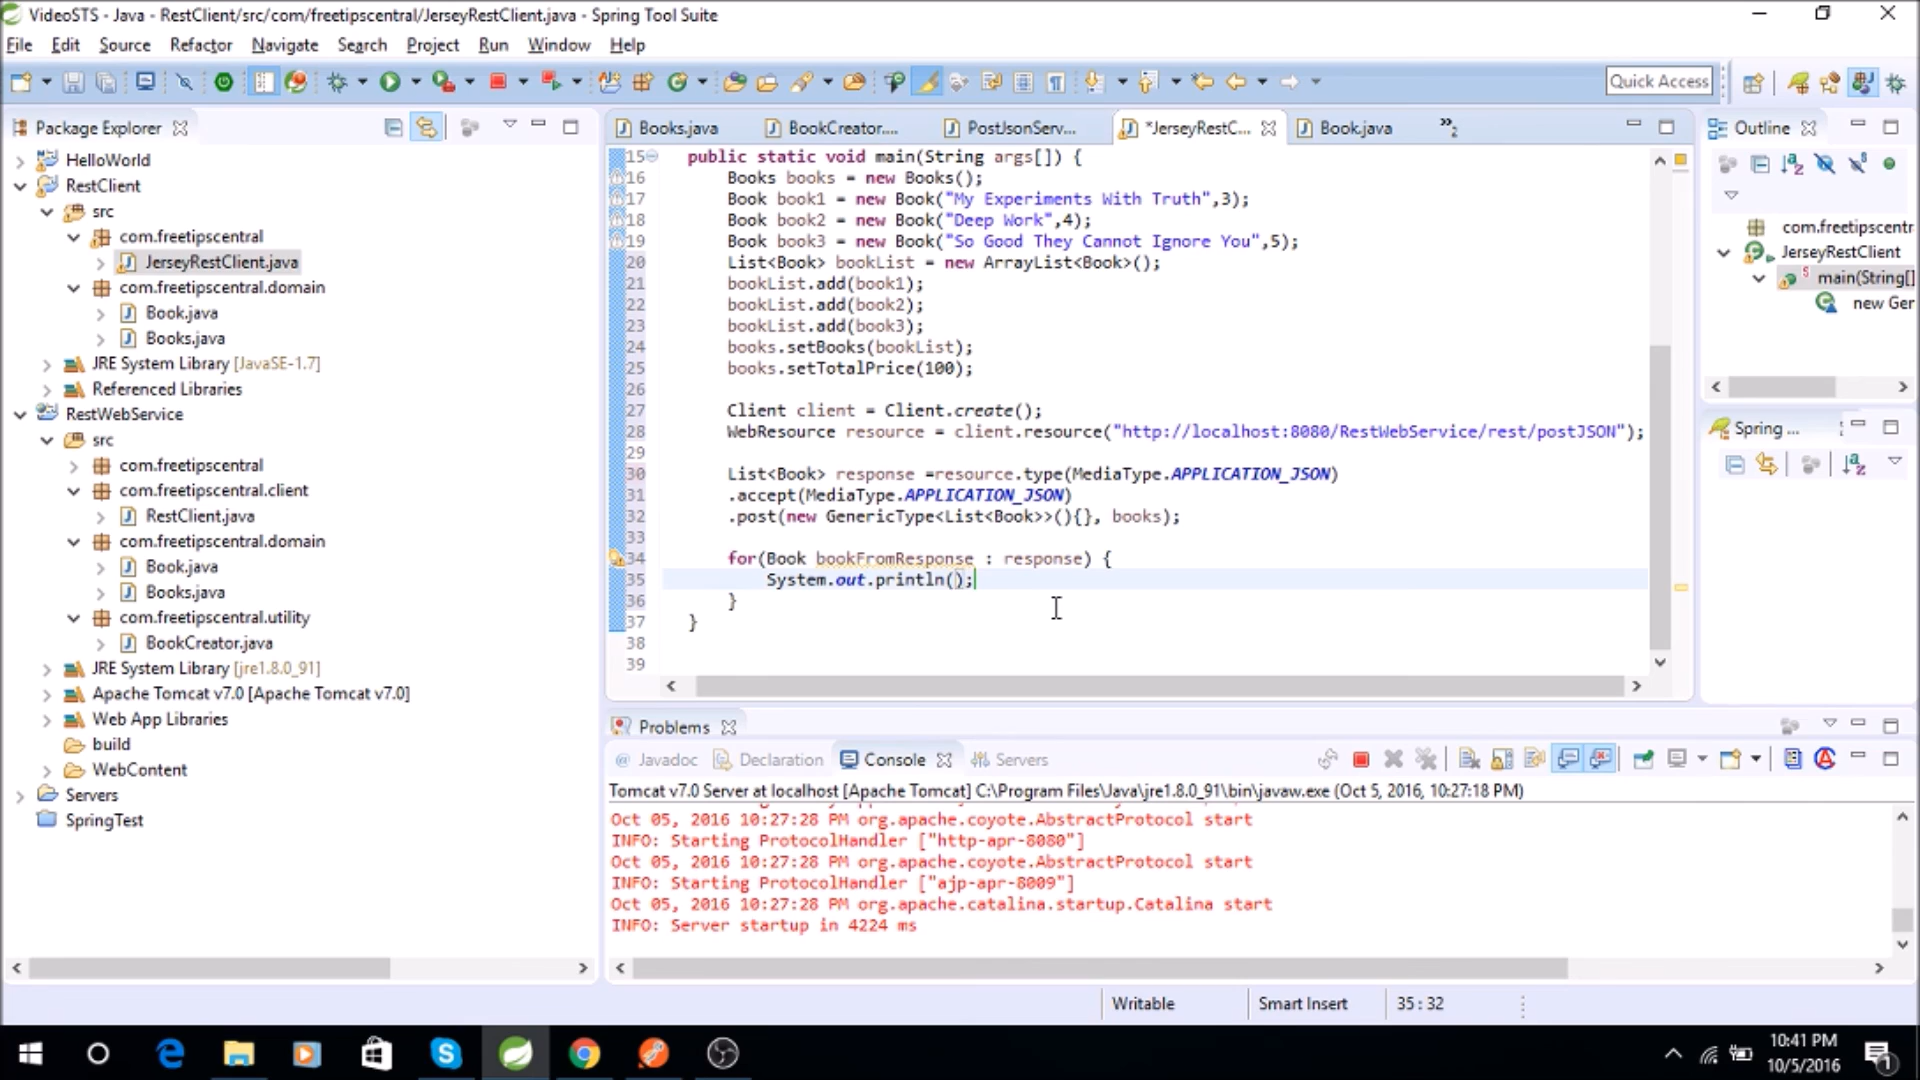 VideoSTS - Java - RestClient/src/com/freetipscentral/JerseyRestClient.java - Spring Tool Suite
File Edit Source Refactor Navigate Search Project Run Window Help
Quick Access
Package Explorer
HelloWorld
RestClient
src
com.freetipscentral
JerseyRestClient.java
com.freetipscentral.domain
Book.java
Books.java
JRE System Library [JavaSE-1.7]
Referenced Libraries
RestWebService
src
com.freetipscentral
com.freetipscentral.client
RestClient.java
com.freetipscentral.domain
Book.java
Books.java
com.freetipscentral.utility
BookCreator.java
JRE System Library [jre1.8.0_91]
Apache Tomcat v7.0 [Apache Tomcat v7.0]
Web App Libraries
build
WebContent
Servers
SpringTest
Books.java BookCreator.... PostJsonServ... *JerseyRestC... Book.java »2
15 public static void main(String args[]) {
16 Books books = new Books();
17 Book book1 = new Book("My Experiments With Truth",3);
18 Book book2 = new Book("Deep Work",4);
19 Book book3 = new Book("So Good They Cannot Ignore You",5);
20 List<Book> bookList = new ArrayList<Book>();
21 bookList.add(book1);
22 bookList.add(book2);
23 bookList.add(book3);
24 books.setBooks(bookList);
25 books.setTotalPrice(100);
26
27 Client client = Client.create();
28 WebResource resource = client.resource("http://localhost:8080/RestWebService/rest/postJSON");
29
30 List<Book> response =resource.type(MediaType.APPLICATION_JSON)
31 .accept(MediaType.APPLICATION_JSON)
32 .post(new GenericType<List<Book>>(){}, books);
33
34 for(Book bookFromResponse : response) {
35 System.out.println();
36 }
37 }
38
39
Outline
com.freetipscentr
JerseyRestClient
main(String[]
new Ger
Spring ...
Problems
Javadoc Declaration Console Servers
Tomcat v7.0 Server at localhost [Apache Tomcat] C:\Program Files\Java\jre1.8.0_91\bin\javaw.exe (Oct 5, 2016, 10:27:18 PM)
Oct 05, 2016 10:27:28 PM org.apache.coyote.AbstractProtocol start
INFO: Starting ProtocolHandler ["http-apr-8080"]
Oct 05, 2016 10:27:28 PM org.apache.coyote.AbstractProtocol start
INFO: Starting ProtocolHandler ["ajp-apr-8009"]
Oct 05, 2016 10:27:28 PM org.apache.catalina.startup.Catalina start
INFO: Server startup in 4224 ms
Writable Smart Insert 35 : 32
10:41 PM
10/5/2016
1